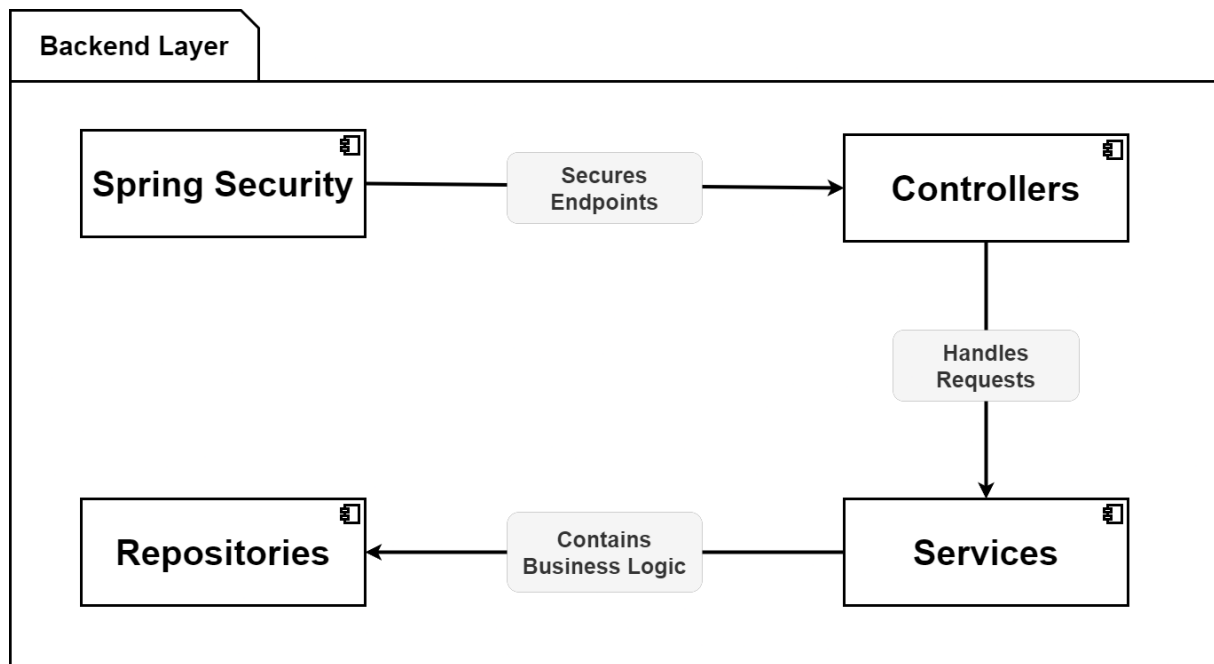 Backend Layer
Spring Security
Secures
Endpoints
Controllers
Handles
Requests
Repositories
Contains
Business Logic
Services